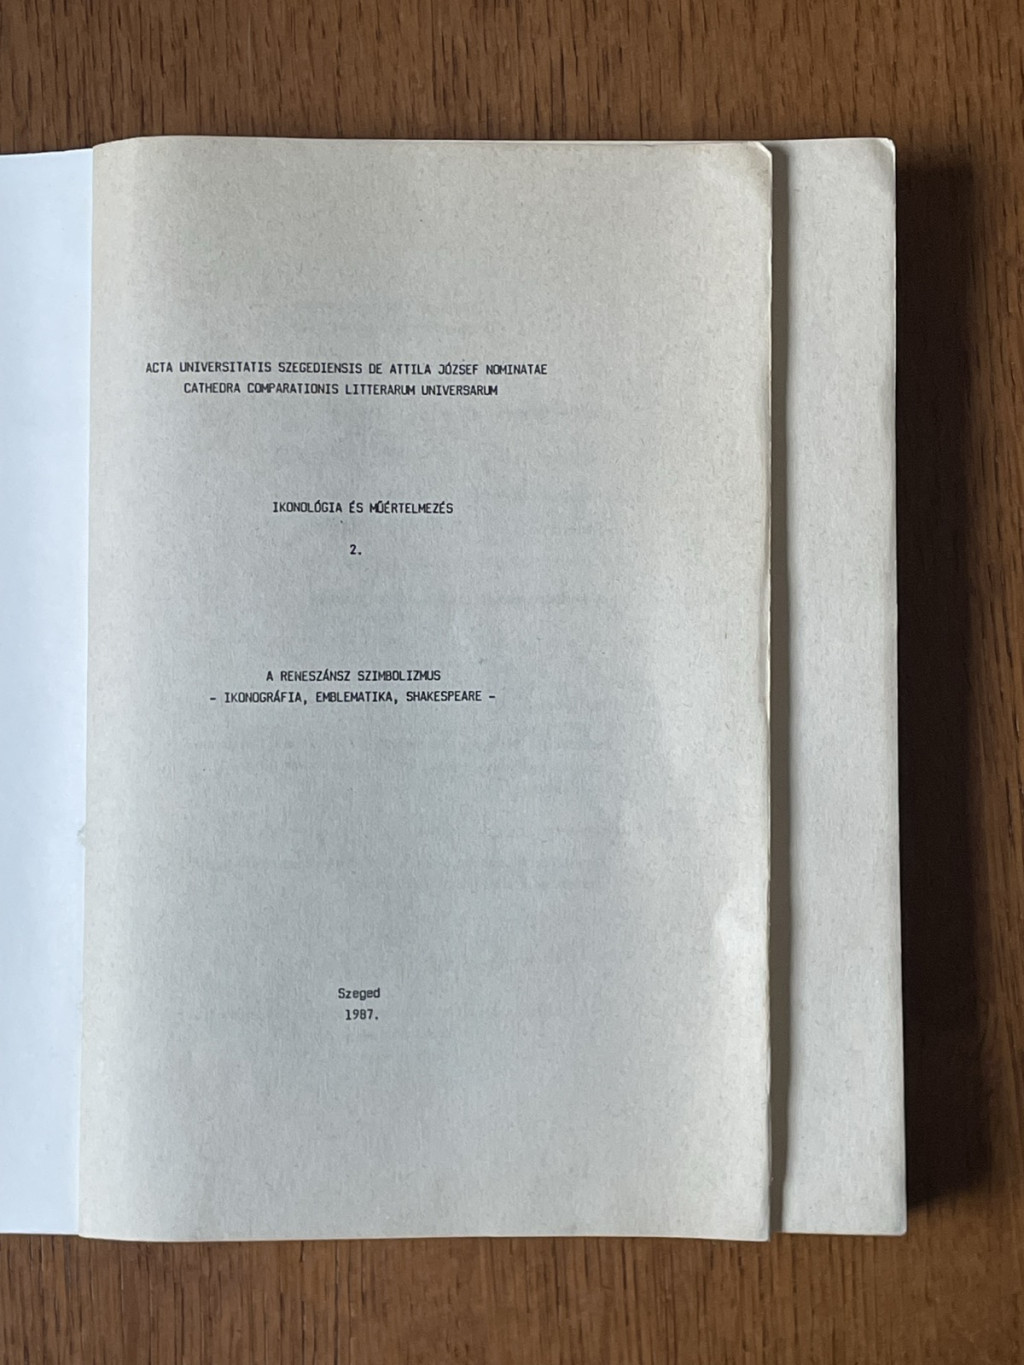 ACTA UNIVERSITATIS SZEGEDIENSIS DE ATTILA JÓZSEF NOMINATAE
CATHEDRA COMPARATIONIS LITTERARUM UNIVERSARUM
IKONOLÓGIA ÉS MŰÉRTELMEZÉS
2.
A RENESZÁNSZ SZIMBOLIZMUS
- IKONOGRÁFIA, EMBLEMATIKA, SHAKESPEARE -
Szeged
1987.